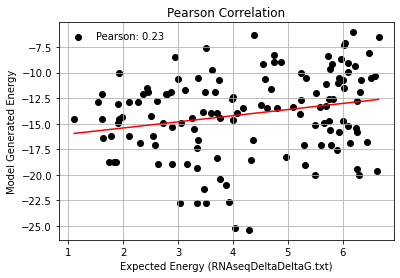 Pearson Correlation
Pearson: 0.23
Model Generated Energy
−7.5
−10.0
−12.5
−15.0
−17.5
−20.0
−22.5
−25.0
1 2 3 4 5 6
Expected Energy (RNAseqDeltaDeltaG.txt)